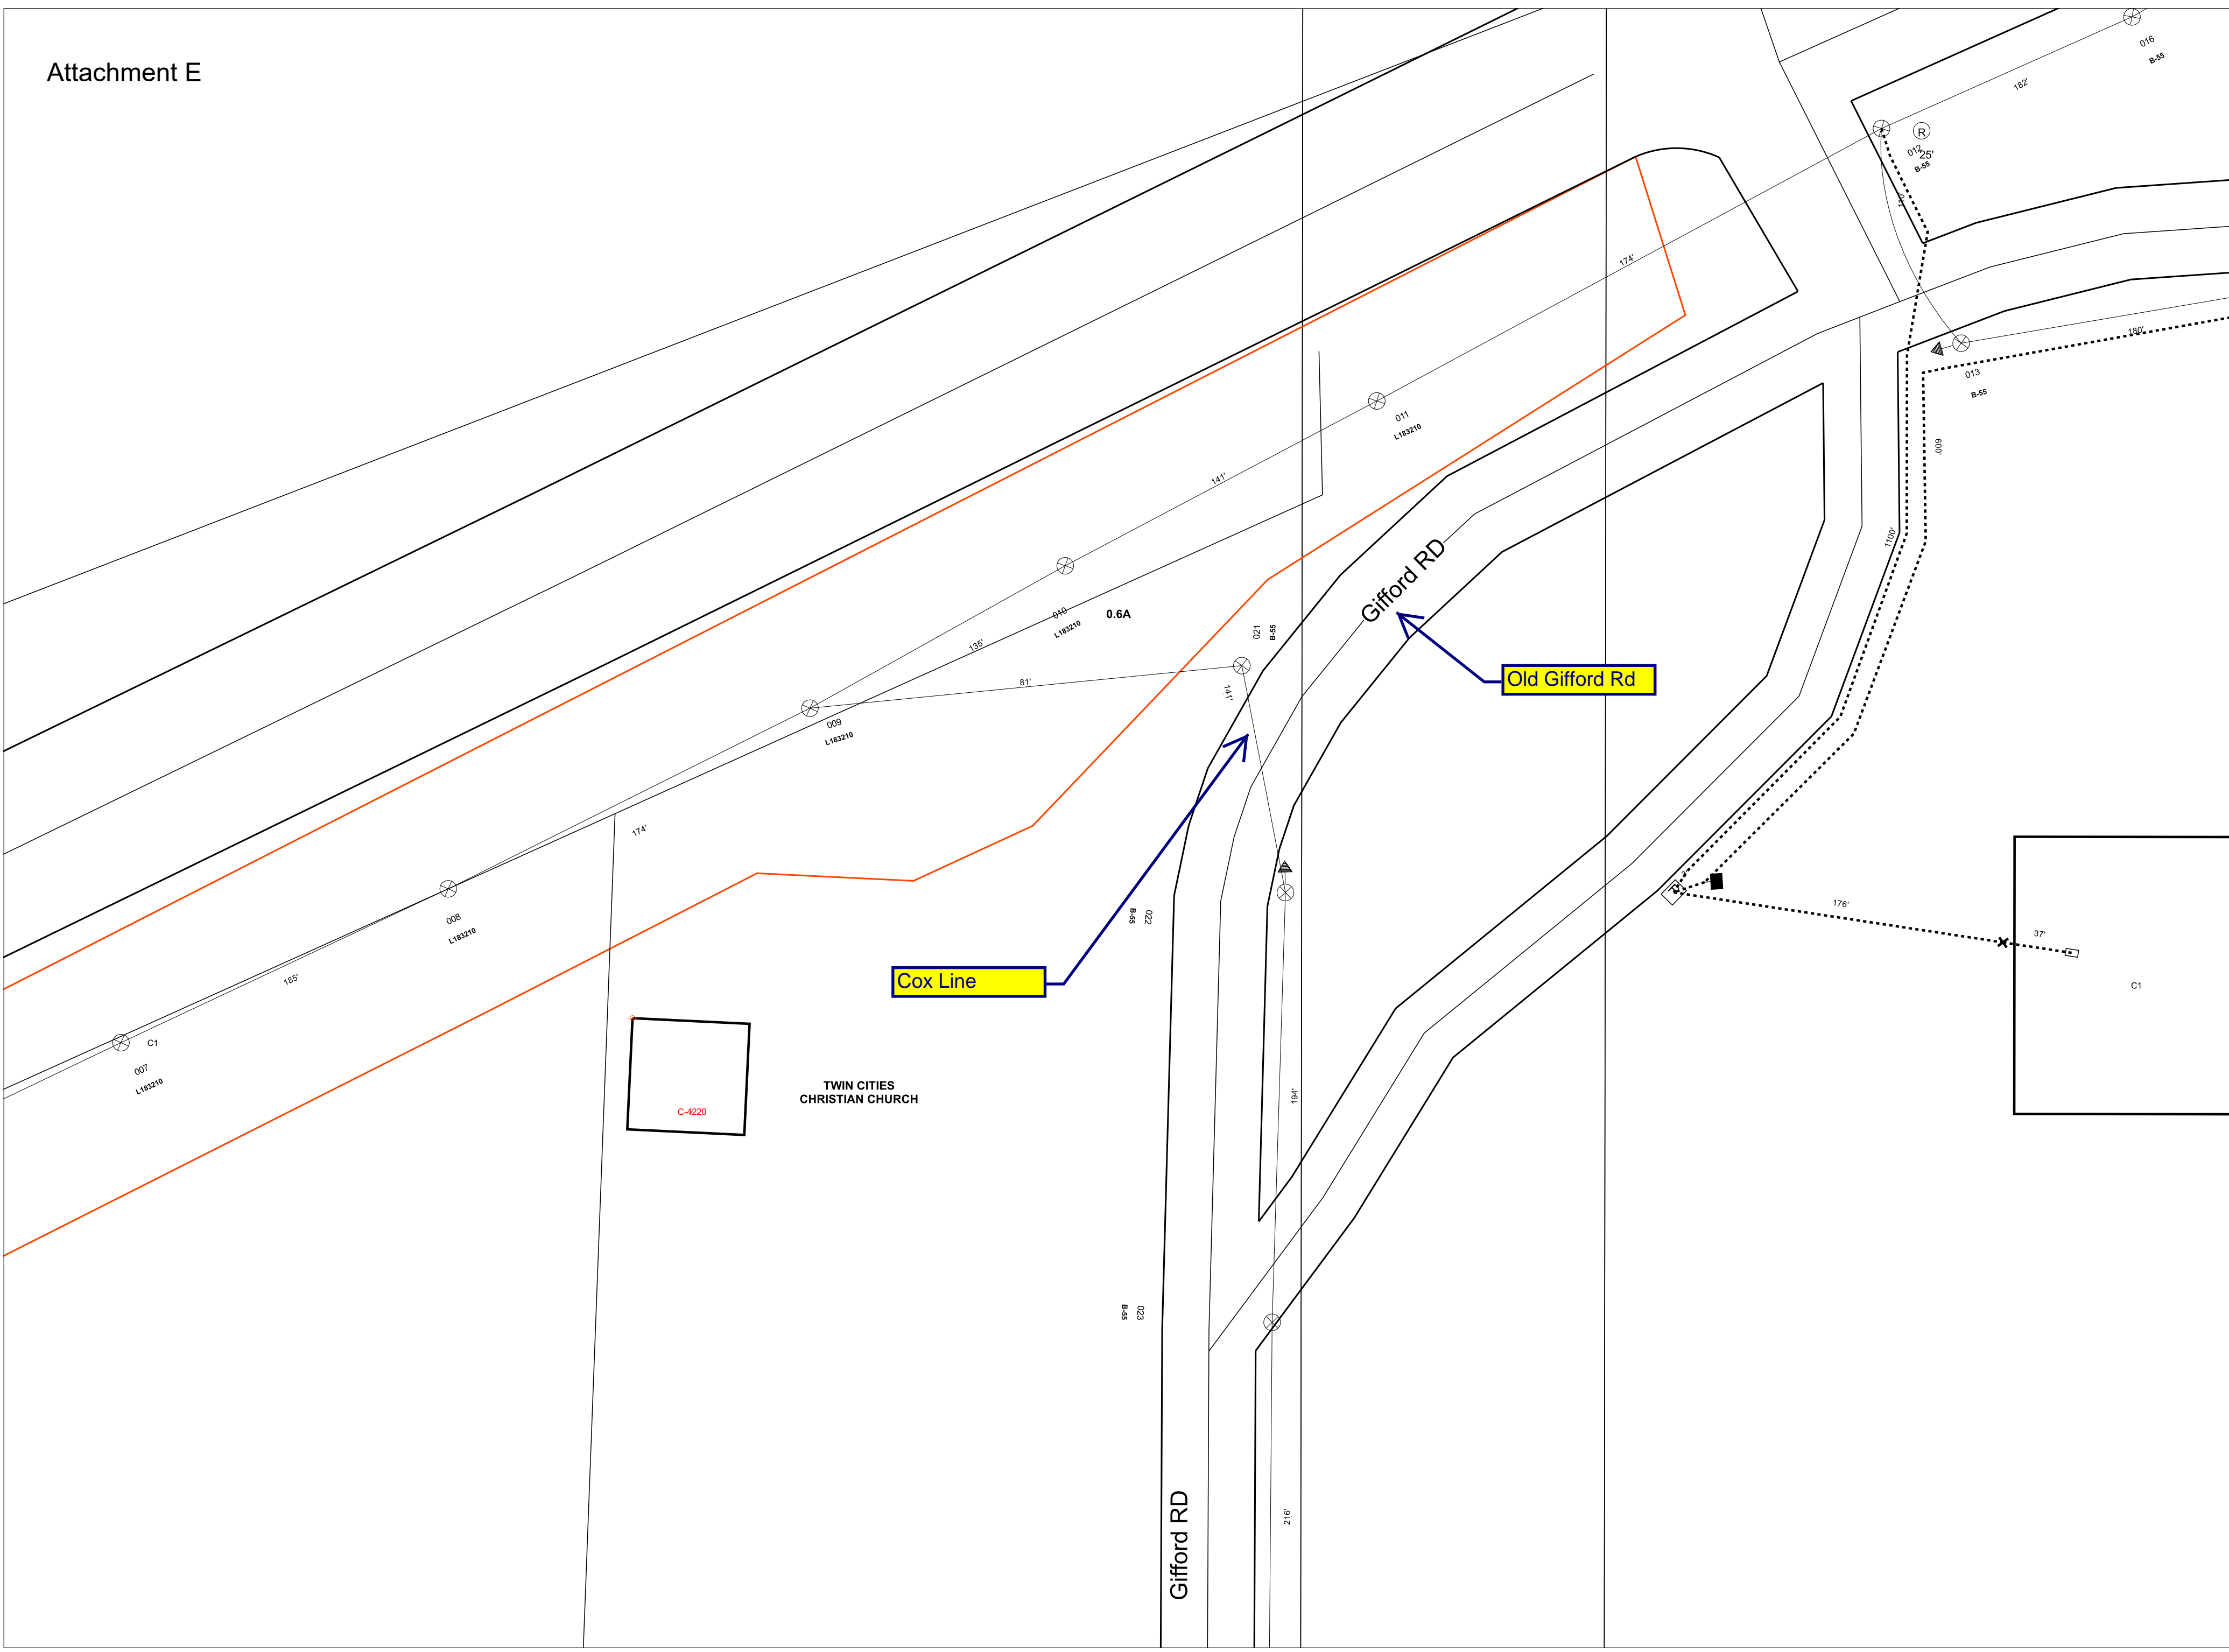 Attachment E
016
B-55
182'
R
012
25'
B-55
110'
174'
180'
013
B-55
011
L183210
600'
141'
1100'
Gifford RD
010
L183210
0.6A
135'
021
B-55
81'
141'
Old Gifford Rd
009
L183210
174'
008
L183210
022
B-55
176'
37'
185'
Cox Line
C1
C1
007
L183210
TWIN CITIES
CHRISTIAN CHURCH
C-4220
194'
023
B-55
216'
Gifford RD